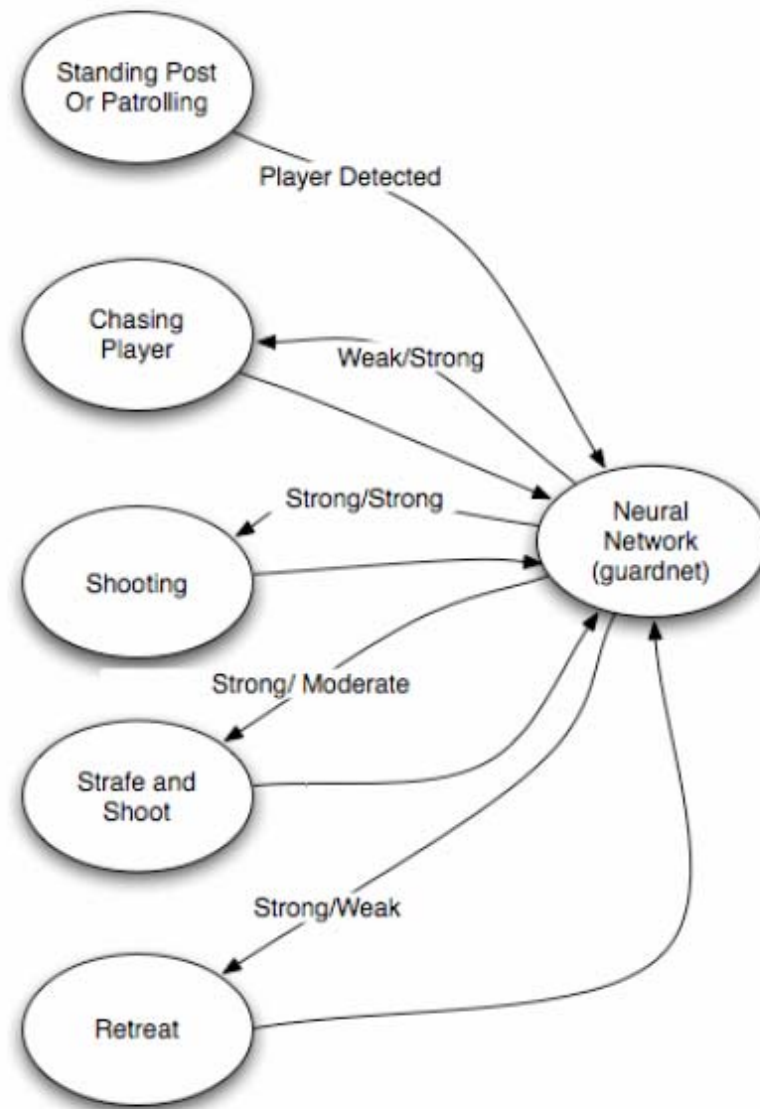 Standing Post
Or Patrolling
Player Detected
Chasing
Player
Weak/Strong
Strong/Strong
Neural
Network
(guardnet)
Shooting
Strong/ Moderate
Strafe and
Shoot
Strong/Weak
Retreat